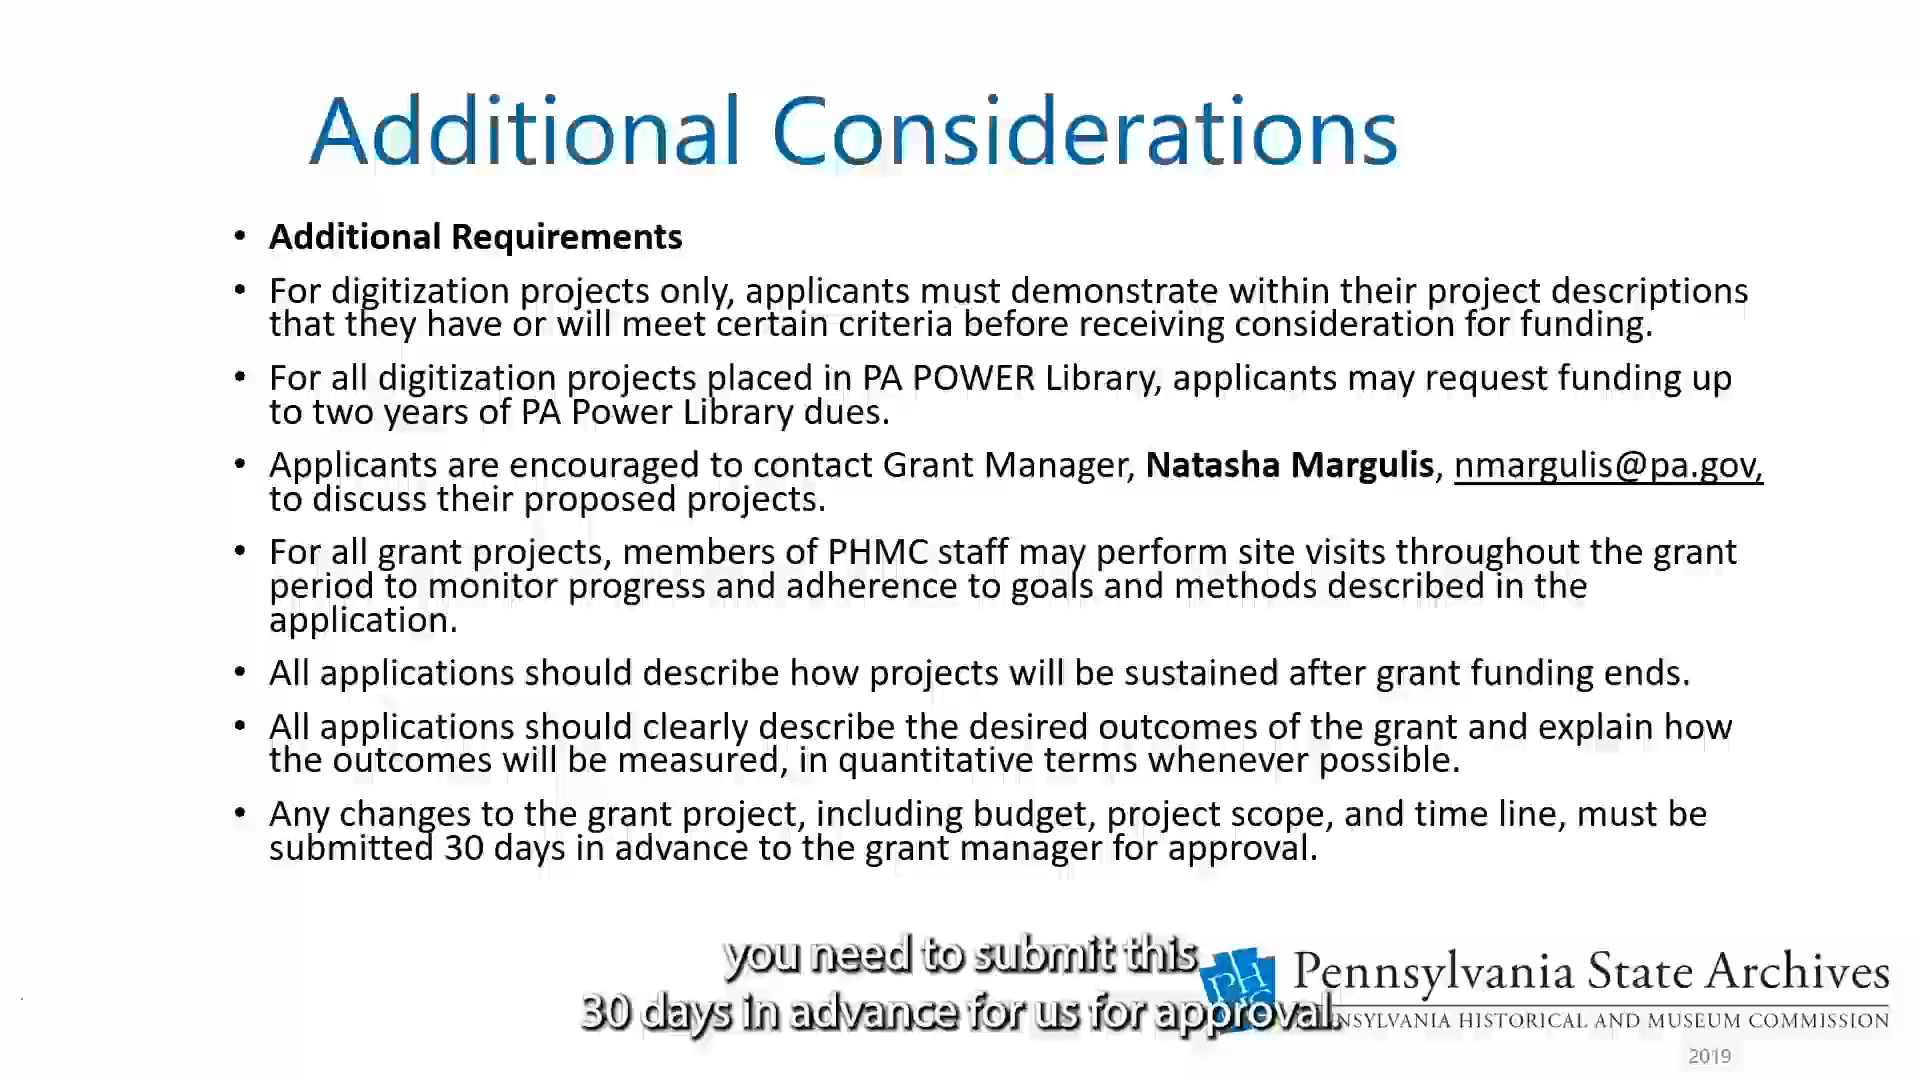 Additional Considerations
• Additional Requirements
• For digitization projects only, applicants must demonstrate within their project descriptions
that they have or will meet certain criteria before receiving consideration for funding.
• For all digitization projects placed in PA POWER Library, applicants may request funding up
to two years of PA Power Library dues.
• Applicants are encouraged to contact Grant Manager, Natasha Margulis, nmargulis@pa.gov,
to discuss their proposed projects.
• For all grant projects, members of PHMC staff may perform site visits throughout the grant
period to monitor progress and adherence to goals and methods described in the
application.
• All applications should describe how projects will be sustained after grant funding ends.
• All applications should clearly describe the desired outcomes of the grant and explain how
the outcomes will be measured, in quantitative terms whenever possible.
• Any changes to the grant project, including budget, project scope, and time line, must be
submitted 30 days in advance to the grant manager for approval.
you need to submit this
30 days in advance for us for approval.
PH
Pennsylvania State Archives
HISTORICAL AND MUSEUM COMMISSION
2019